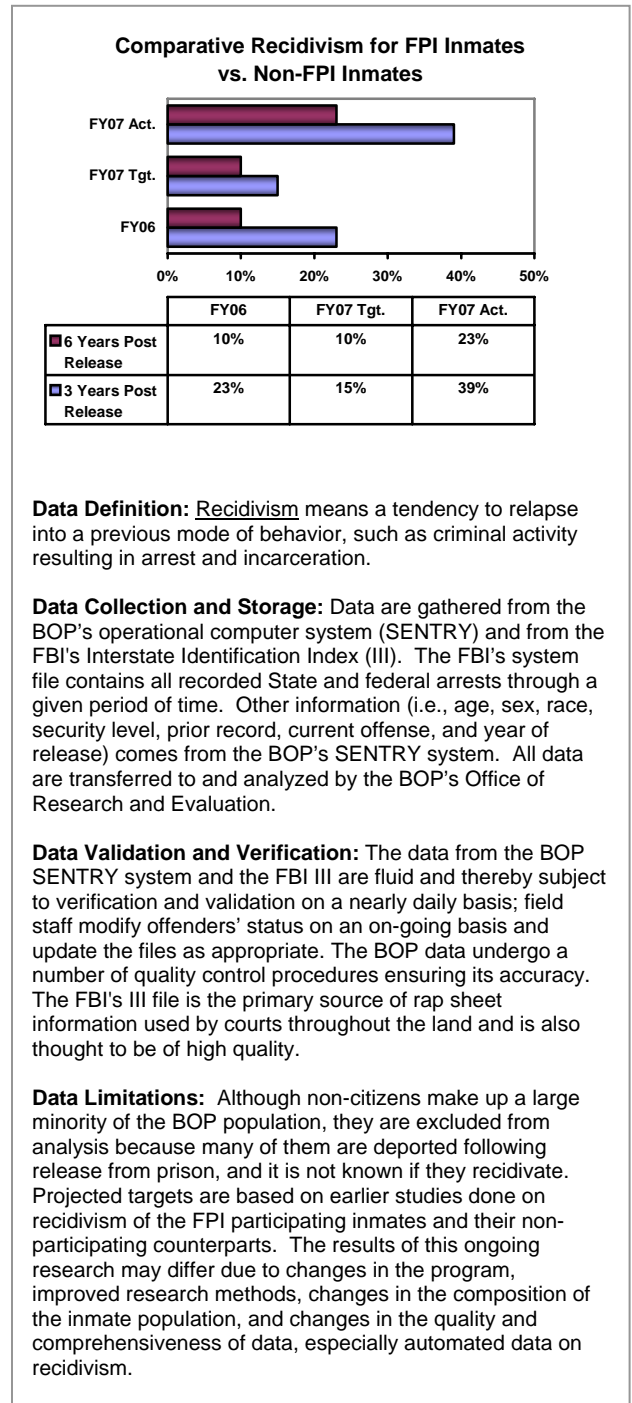 Comparative Recidivism for FPI Inmates
vs. Non-FPI Inmates
FY07 Act.
FY07 Tgt.
FY06
0% 10% 20% 30% 40% 50%
FY06 FY07 Tgt. FY07 Act.
6 Years Post Release 10% 10% 23%
3 Years Post Release 23% 15% 39%
Data Definition: Recidivism means a tendency to relapse
into a previous mode of behavior, such as criminal activity
resulting in arrest and incarceration.
Data Collection and Storage: Data are gathered from the
BOP's operational computer system (SENTRY) and from the
FBI's Interstate Identification Index (III). The FBI's system
file contains all recorded State and federal arrests through a
given period of time. Other information (i.e., age, sex, race,
security level, prior record, current offense, and year of
release) comes from the BOP's SENTRY system. All data
are transferred to and analyzed by the BOP's Office of
Research and Evaluation.
Data Validation and Verification: The data from the BOP
SENTRY system and the FBI III are fluid and thereby subject
to verification and validation on a nearly daily basis; field
staff modify offenders' status on an on-going basis and
update the files as appropriate. The BOP data undergo a
number of quality control procedures ensuring its accuracy.
The FBI's III file is the primary source of rap sheet
information used by courts throughout the land and is also
thought to be of high quality.
Data Limitations: Although non-citizens make up a large
minority of the BOP population, they are excluded from
analysis because many of them are deported following
release from prison, and it is not known if they recidivate.
Projected targets are based on earlier studies done on
recidivism of the FPI participating inmates and their non-
participating counterparts. The results of this ongoing
research may differ due to changes in the program,
improved research methods, changes in the composition of
the inmate population, and changes in the quality and
comprehensiveness of data, especially automated data on
recidivism.